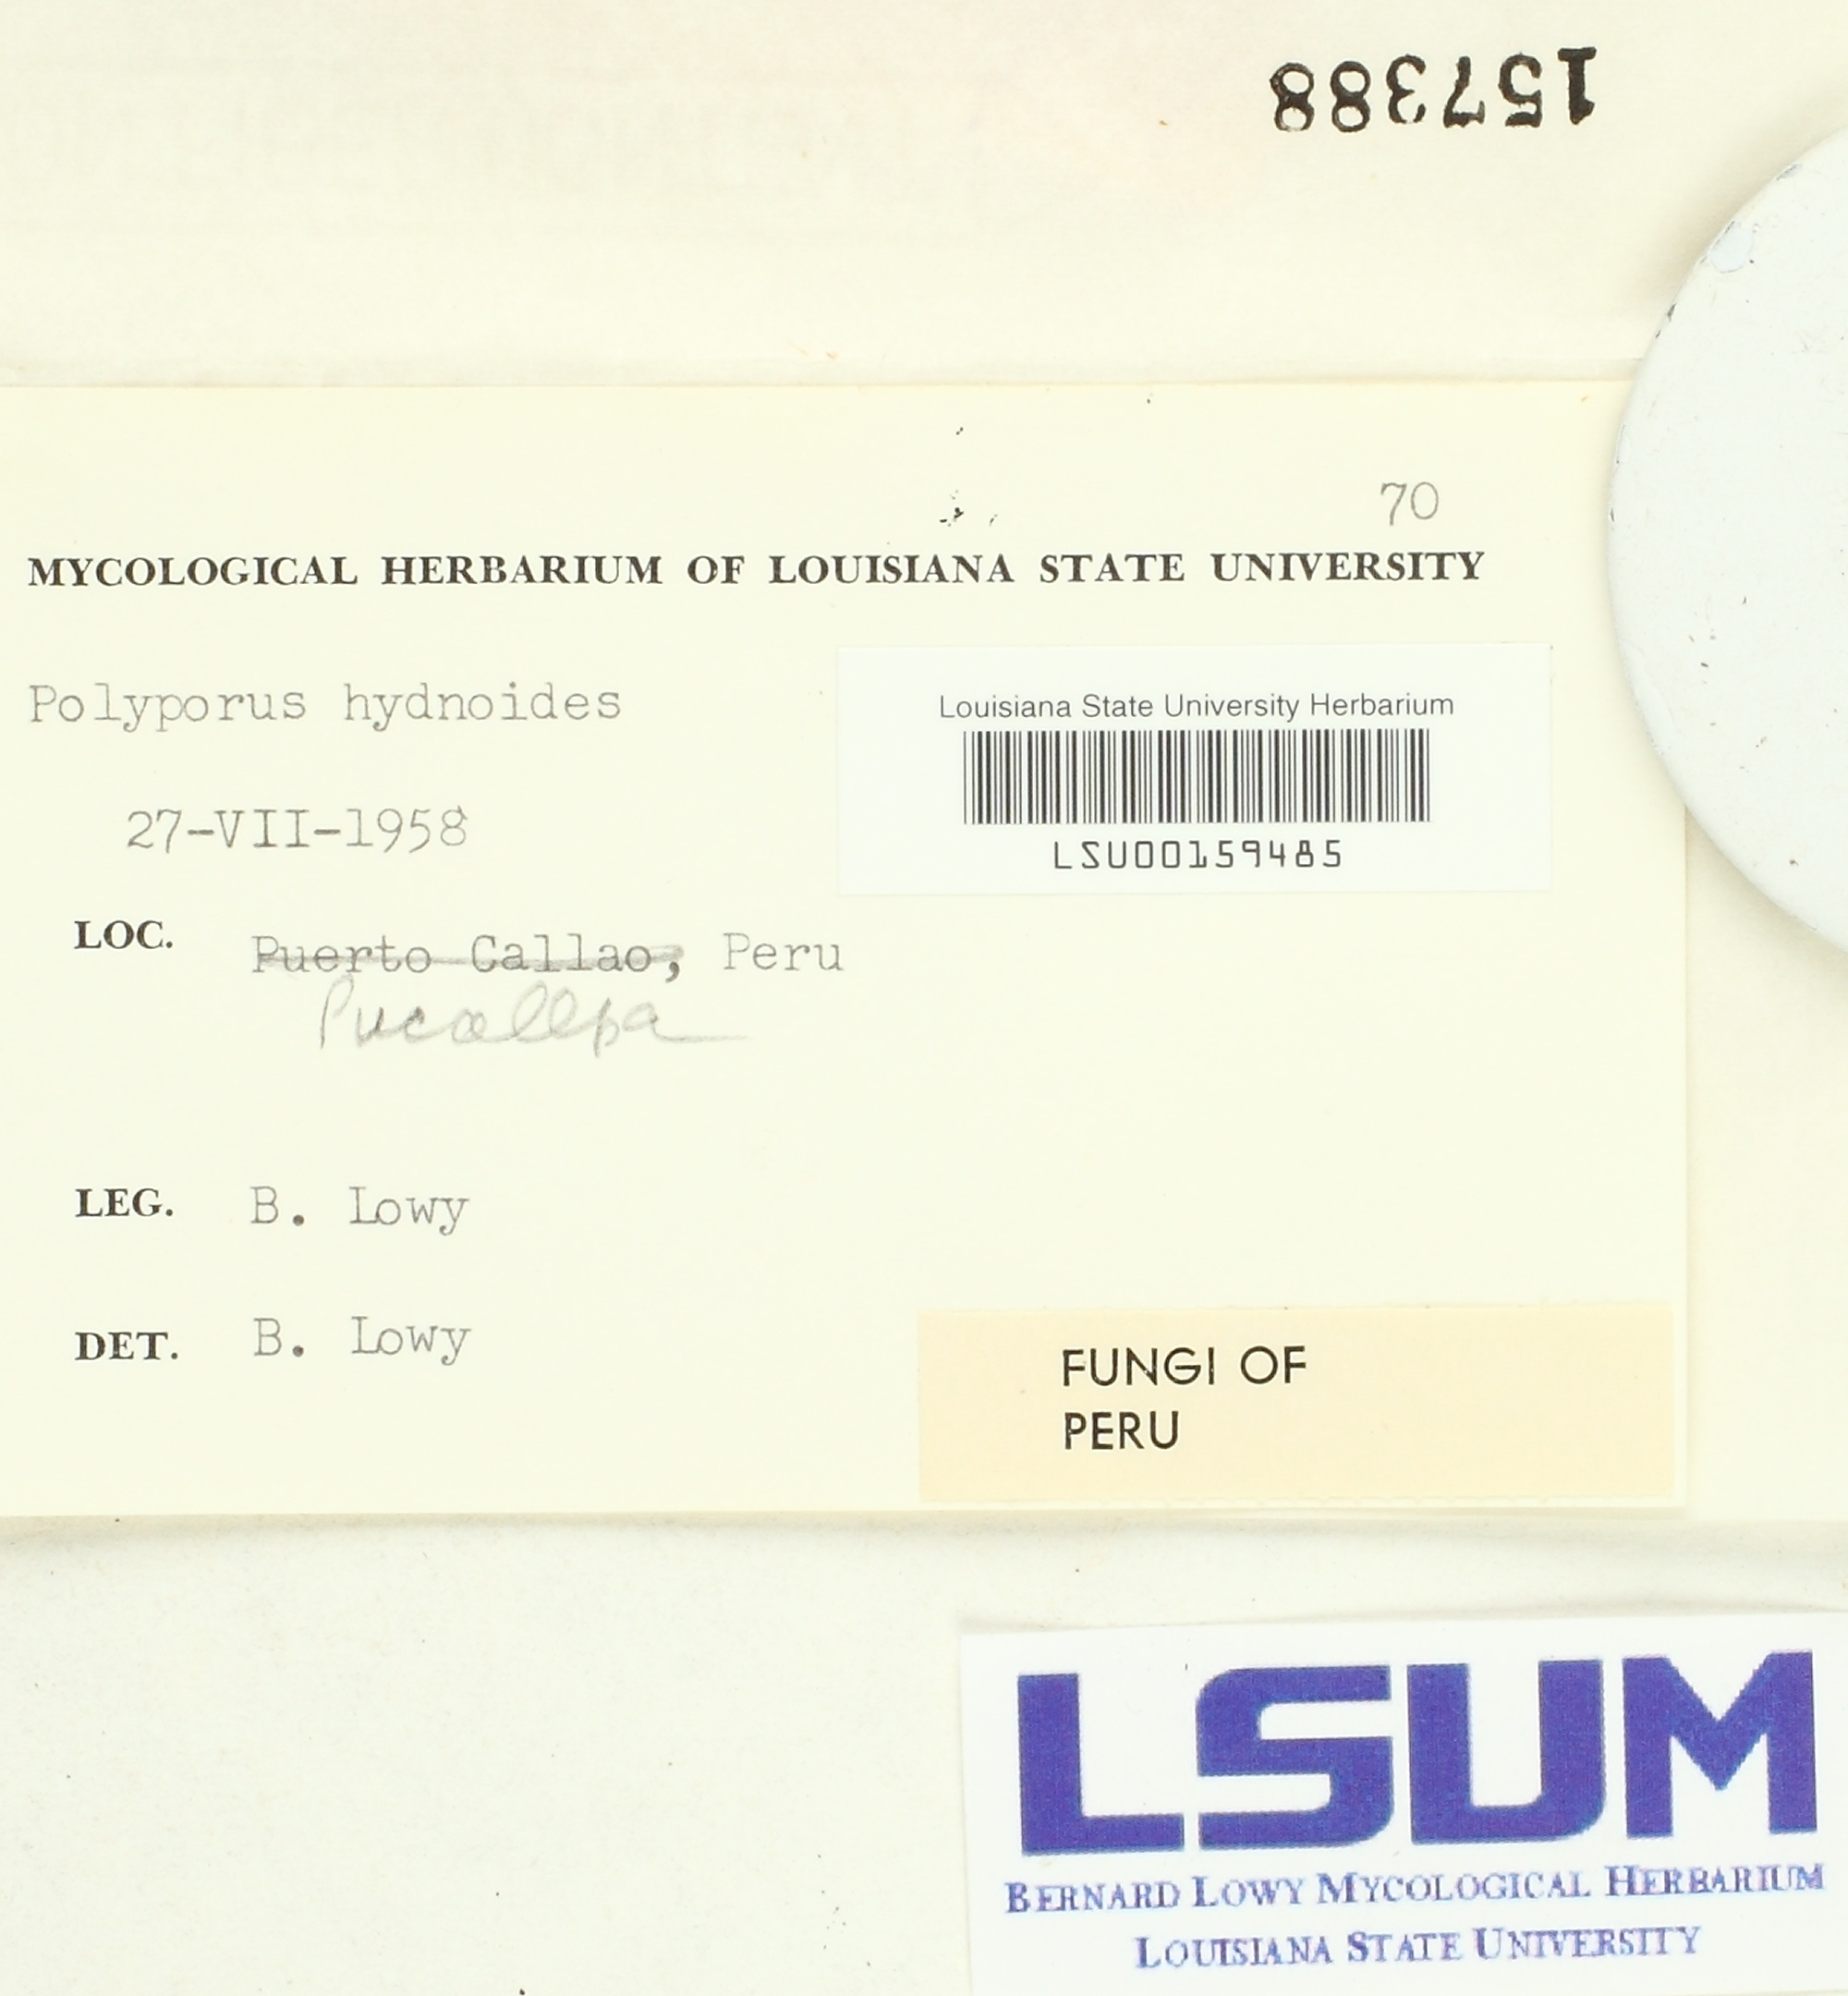 157388
70
MYCOLOGICAL HERBARIUM OF LOUISIANA STATE UNIVERSITY
Polyporus hydnoides
Louisiana State University Herbarium
27-VII-1958
LSU00159485
LOC. Puerto Callao, Peru
Pucallpa
LEG. B. Lowy
DET. B. Lowy
FUNGI OF
PERU
LSUM
BERNARD LOWY MYCOLOGICAL HERBARIUM
LOUISIANA STATE UNIVERSITY